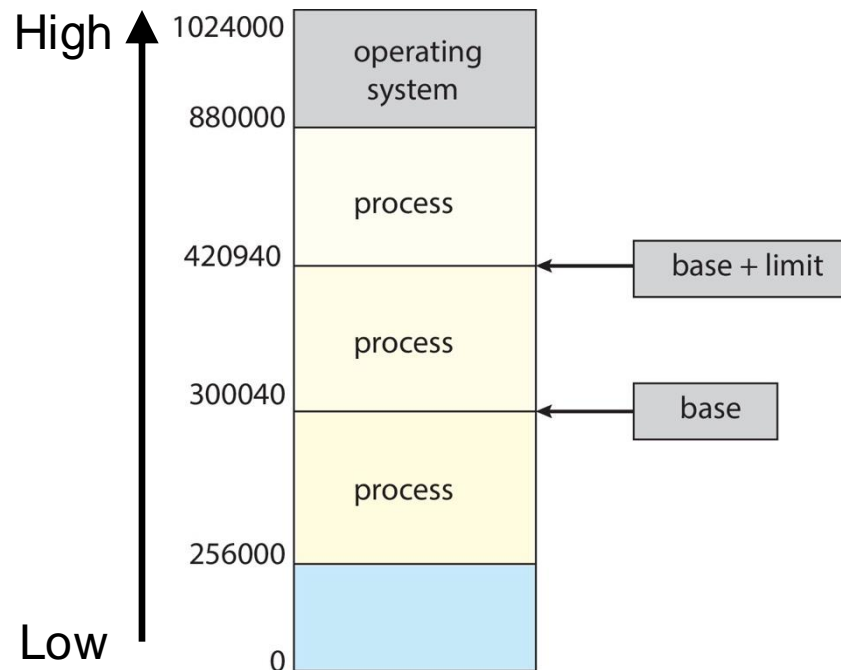 High
1024000
operating
system
880000
process
420940
base + limit
process
300040
base
process
256000
Low
0